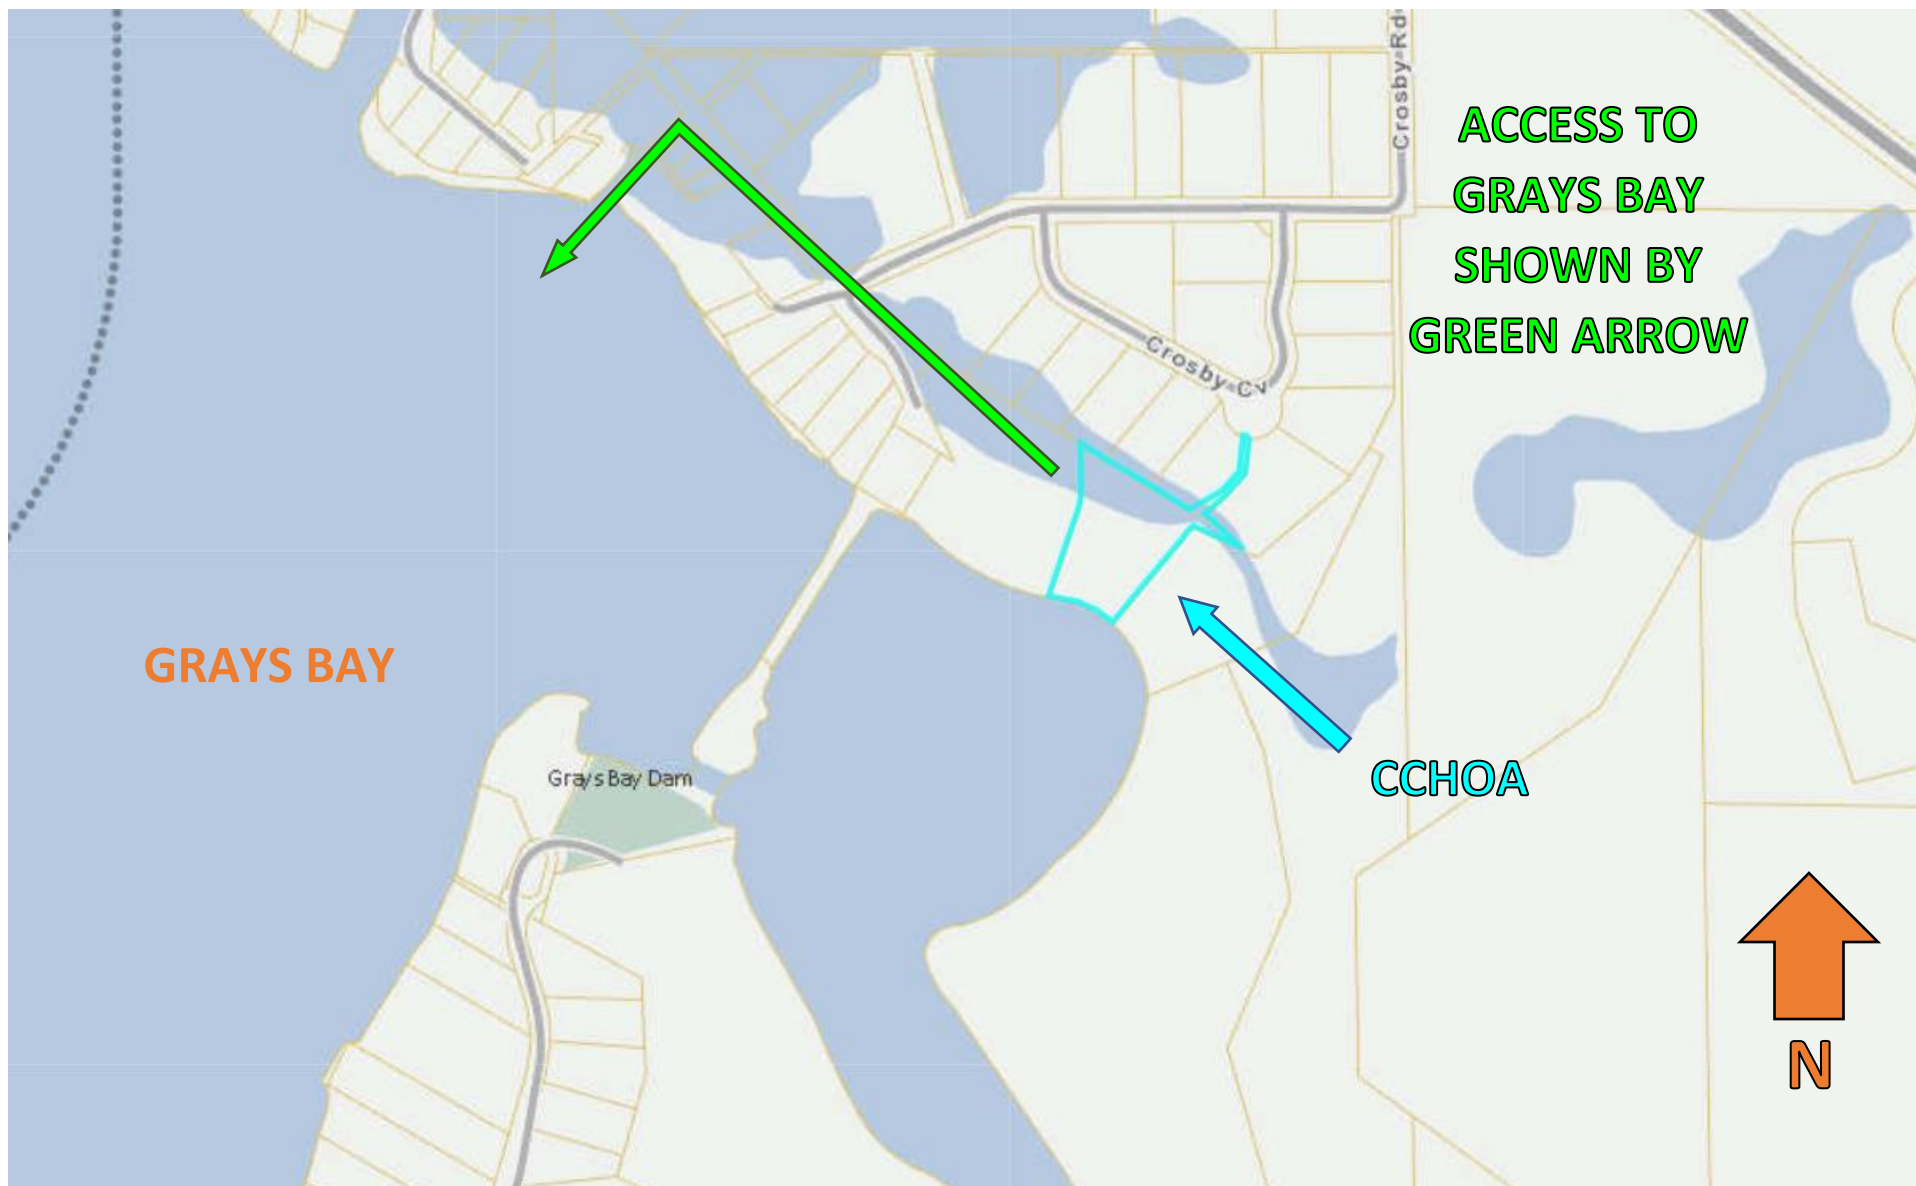 Crosby Rd
ACCESS TO
GRAYS BAY
SHOWN BY
GREEN ARROW
Crosby Cv
GRAYS BAY
Grays Bay Dam
CCHOA
N